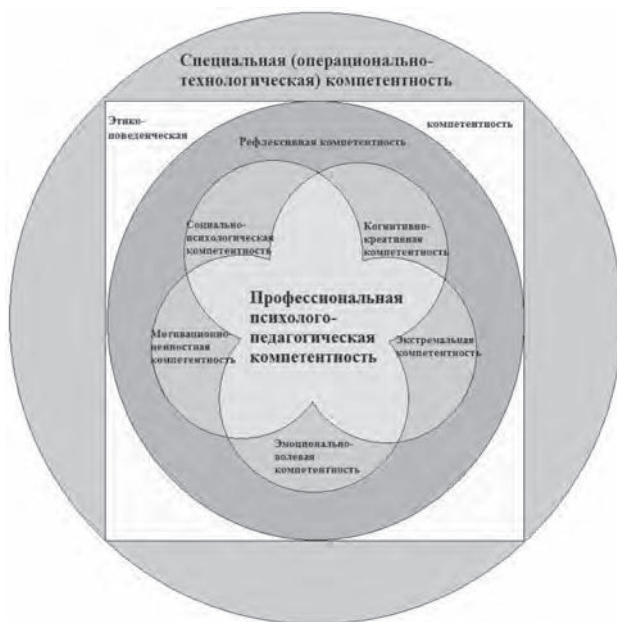 Специальная (операционально-
технологическая) компетентность
Этико-
поведенческая
компетентность
Рефлексивная компетентность
Социально-
психологическая
компетентность
Когнитивно-
креативная
компетентность
Профессиональная
психолого-
педагогическая
компетентность
Мотивационно-
ценностная
компетентность
Экстремальная
компетентность
Эмоционально-
волевая
компетентность